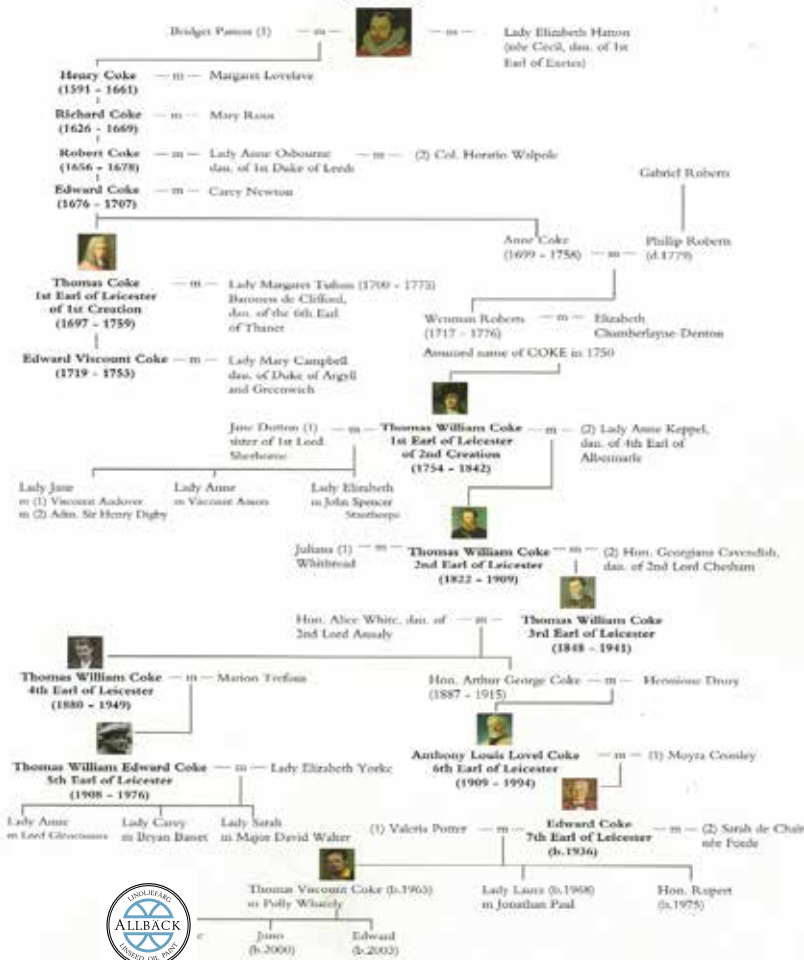 Bridget Paston (1) — m — — m — Lady Elizabeth Hatton
(née Cecil, dau. of 1st
Earl of Exeter)
Henry Coke — m — Margaret Lovelave
(1591 - 1661)
Richard Coke — m — Mary Rous
(1626 - 1669)
Robert Coke — m — Lady Anne Osbourne — m — (2) Col. Horatio Walpole
(1656 - 1678) dau. of 1st Duke of Leeds
Gabriel Roberts
Edward Coke — m — Carey Newton
(1676 - 1707)
Anne Coke — m — Phillip Roberts
(1699 - 1758) (d.1779)
Thomas Coke — m — Lady Margaret Tufton (1700 - 1775)
1st Earl of Leicester Baroness de Clifford,
of 1st Creation dau. of the 6th Earl
(1697 - 1759) of Thanet
Wenman Roberts — m — Elizabeth
(1717 - 1776) Chamberlayne-Denton
Assumed name of COKE in 1750
Edward Viscount Coke — m — Lady Mary Campbell
(1719 - 1753) dau. of Duke of Argyll
and Greenwich
Jane Dutton (1) — m — Thomas William Coke — m — (2) Lady Anne Keppel,
sister of 1st Lord 1st Earl of Leicester dau. of 4th Earl of
Sherborne of 2nd Creation Albemarle
(1754 - 1842)
Lady Jane Lady Anne Lady Elizabeth
m (1) Viscount Andover m Viscount Anson m John Spencer
m (2) Adm. Sir Henry Digby
Juliana (1) — m — Thomas William Coke — m — (2) Hon. Georgiana Cavendish,
Whitbread 2nd Earl of Leicester dau. of 2nd Lord Chesham
(1822 - 1909)
Hon. Alice White, dau. of — m — Thomas William Coke
2nd Lord Annaly 3rd Earl of Leicester
(1848 - 1941)
Thomas William Coke — m — Marion Trefusis
4th Earl of Leicester
(1880 - 1949)
Hon. Arthur George Coke — m — Hermione Drury
(1887 - 1915)
Anthony Louis Lovel Coke — m — (1) Moyra Crossley
6th Earl of Leicester
(1909 - 1994)
Thomas William Edward Coke — m — Lady Elizabeth Yorke
5th Earl of Leicester
(1908 - 1976)
Lady Anne Lady Carey Lady Sarah
m Lord Glenconner m Bryan Basset m Major David Walter
(1) Valeria Potter — m — Edward Coke — m — (2) Sarah de Chair
7th Earl of Leicester née Forde
(b.1936)
Thomas Viscount Coke (b.1965) Lady Laura (b.1968) Hon. Rupert
m Polly Whately m Jonathan Paul (b.1975)
Juno Edward
(b.2000) (b.2003)
LINOLJEFÄRG
ALLBÄCK
LINSEED OIL PAINT